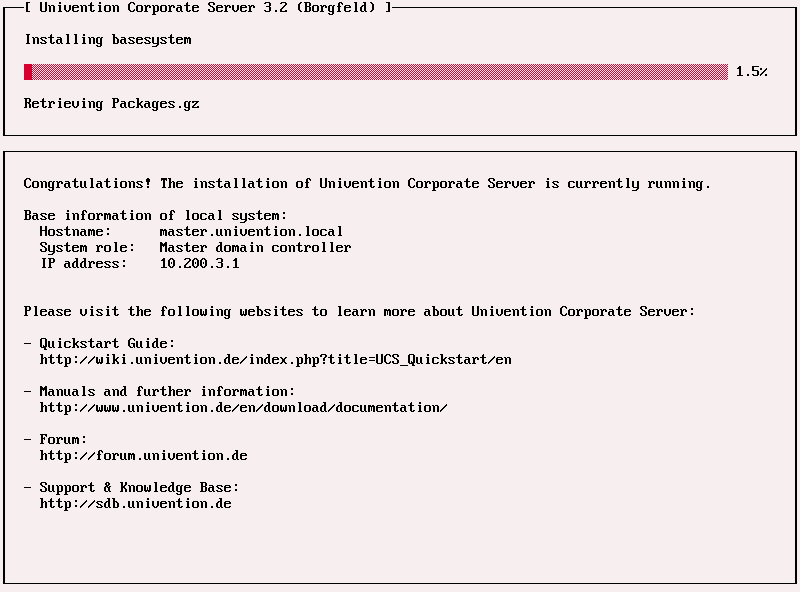 [ Univention Corporate Server 3.2 (Borgfeld) ]
Installing basesystem
1.5%
Retrieving Packages.gz
Congratulations! The installation of Univention Corporate Server is currently running.
Base information of local system:
Hostname: master.univention.local
System role: Master domain controller
IP address: 10.200.3.1
Please visit the following websites to learn more about Univention Corporate Server:
- Quickstart Guide:
http://wiki.univention.de/index.php?title=UCS_Quickstart/en
- Manuals and further information:
http://www.univention.de/en/download/documentation/
- Forum:
http://forum.univention.de
- Support & Knowledge Base:
http://sdb.univention.de